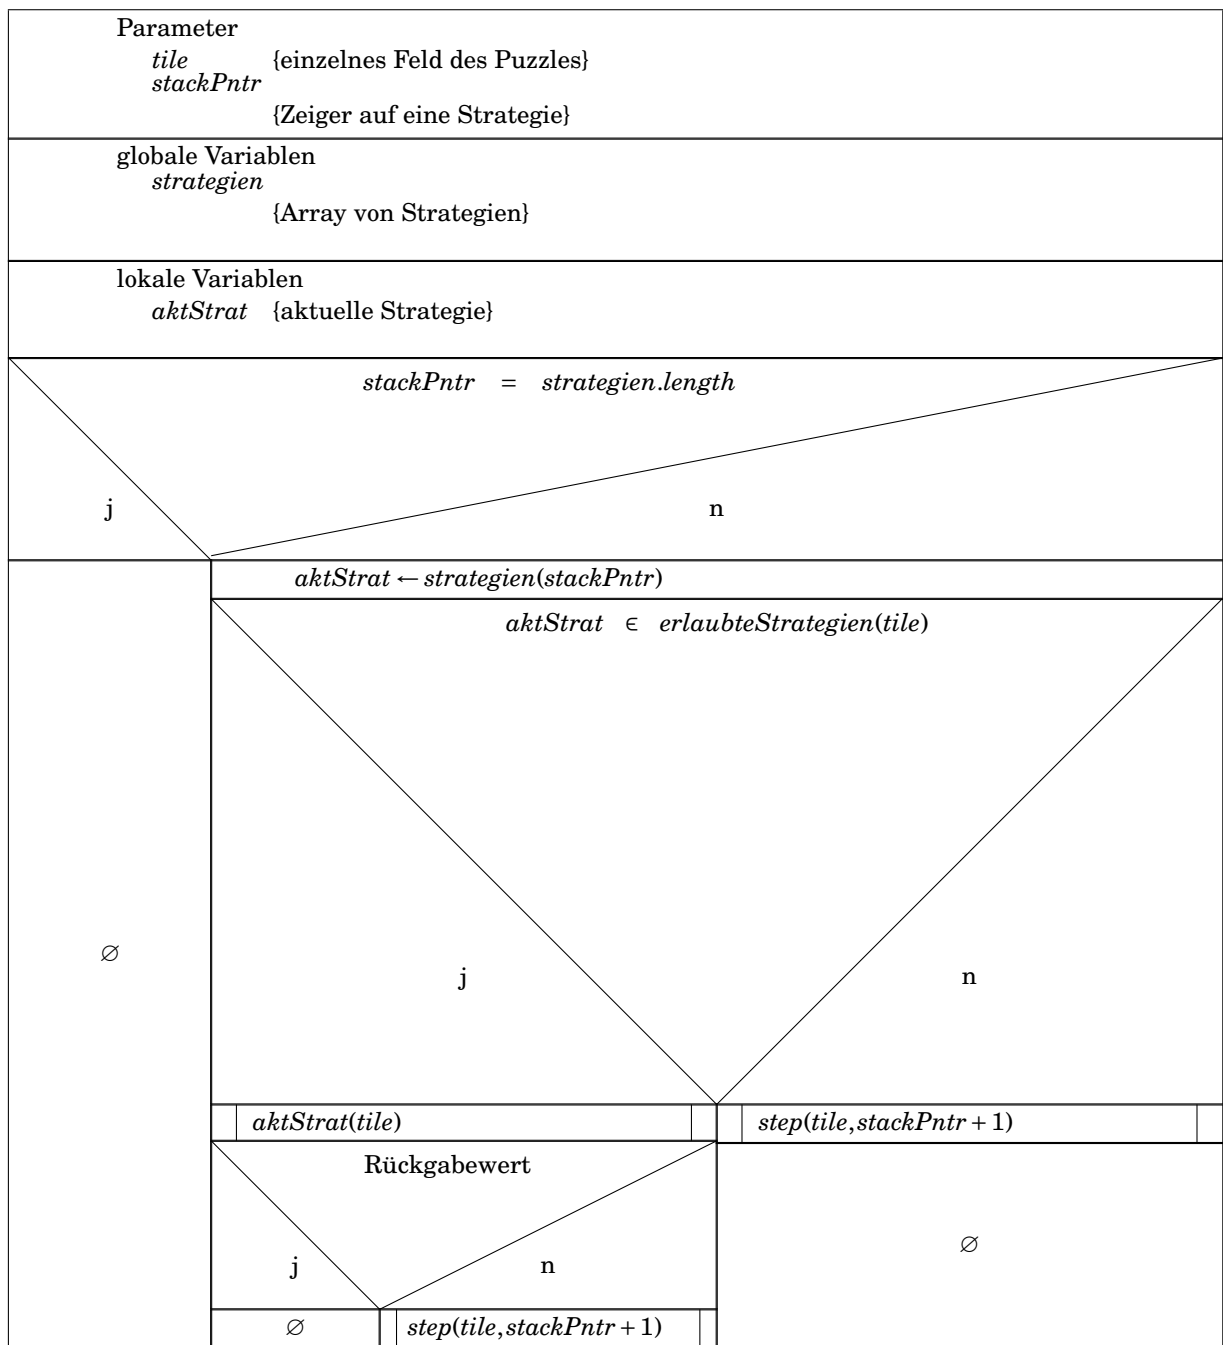 Parameter
tile {einzelnes Feld des Puzzles}
stackPntr
{Zeiger auf eine Strategie}
globale Variablen
strategien
{Array von Strategien}
lokale Variablen
aktStrat {aktuelle Strategie}
stackPntr = strategien.length
j n
aktStrat ← strategien(stackPntr)
aktStrat ∈ erlaubteStrategien(tile)
∅
j n
aktStrat(tile) step(tile,stackPntr + 1)
Rückgabewert
∅
j n
∅ step(tile,stackPntr + 1)